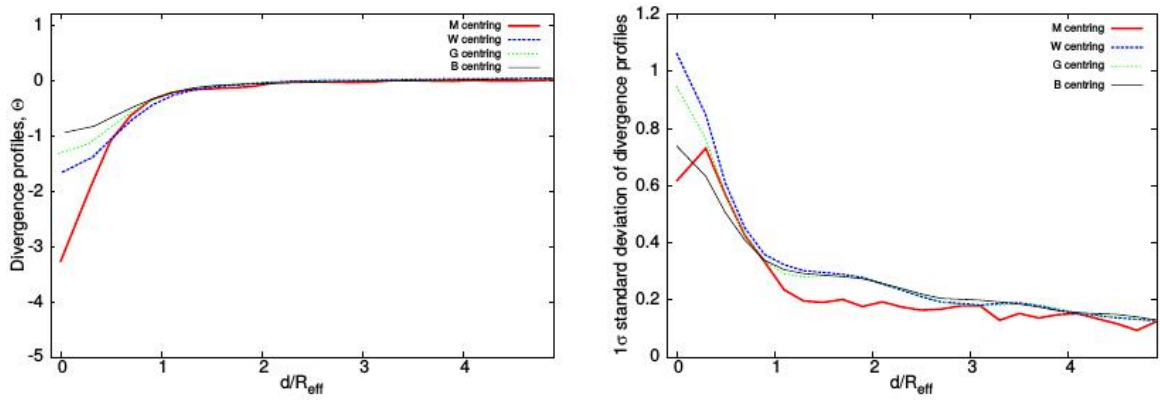 Divergence profiles, Θ
1
0
-1
-2
-3
-4
-5
M centring
W centring
G centring
B centring
0 1 2 3 4
d/R_eff
1σ standard deviation of divergence profiles
1.2
1
0.8
0.6
0.4
0.2
0
M centring
W centring
G centring
B centring
0 1 2 3 4
d/R_eff